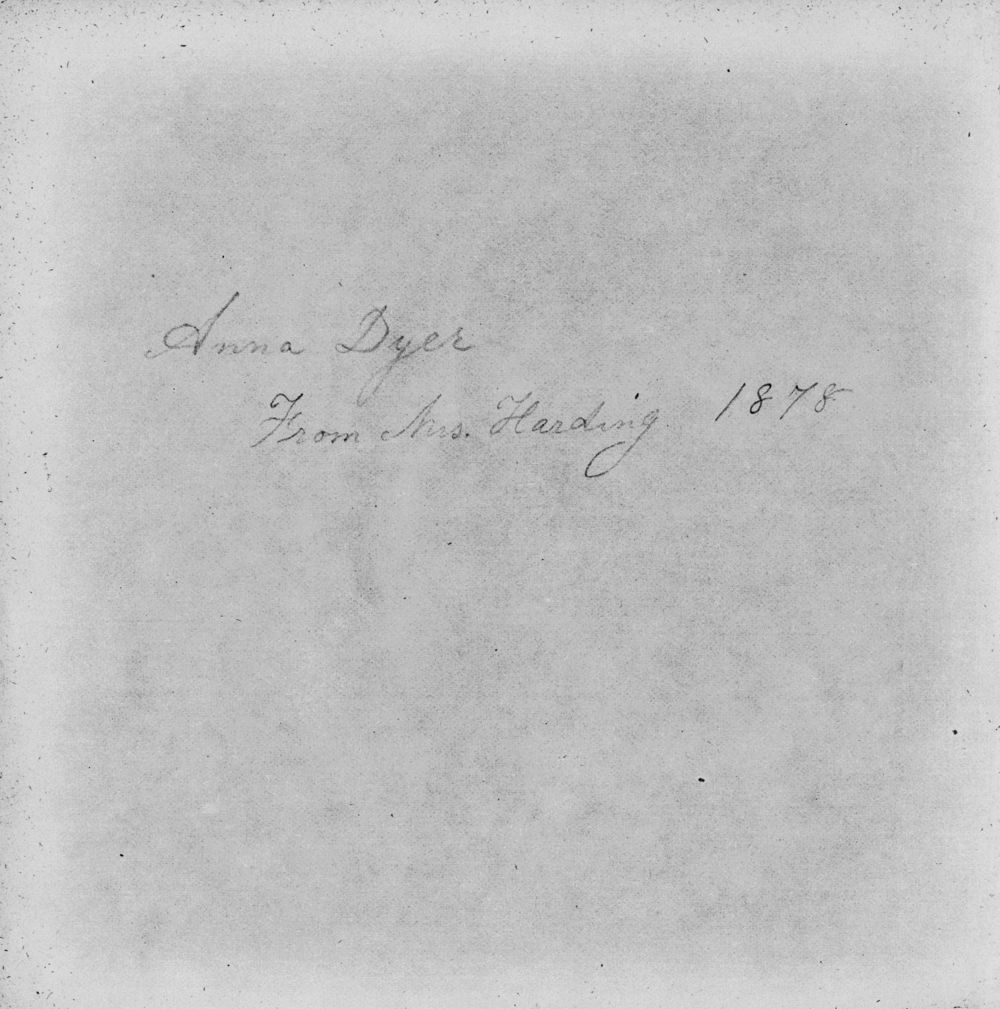 Anna Dyer
From Mrs. Harding. 1878